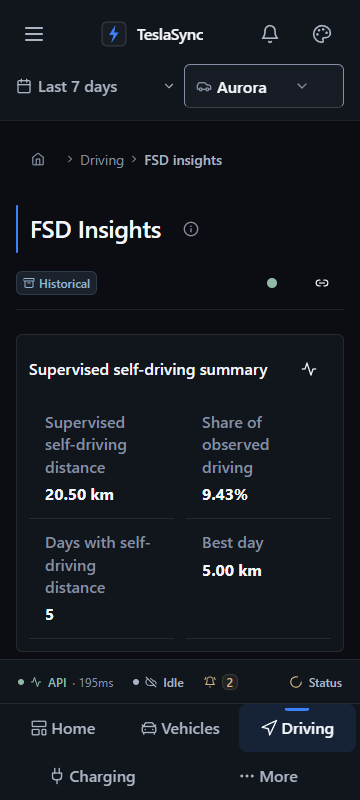 TeslaSync
Last 7 days
Aurora
Driving
FSD insights
FSD Insights
Historical
Supervised self-driving summary
Supervised
self-driving
distance
20.50 km
Share of
observed
driving
9.43%
Days with self-
driving
distance
5
Best day
5.00 km
API · 195ms
Idle
2
Status
Home
Vehicles
Driving
Charging
More